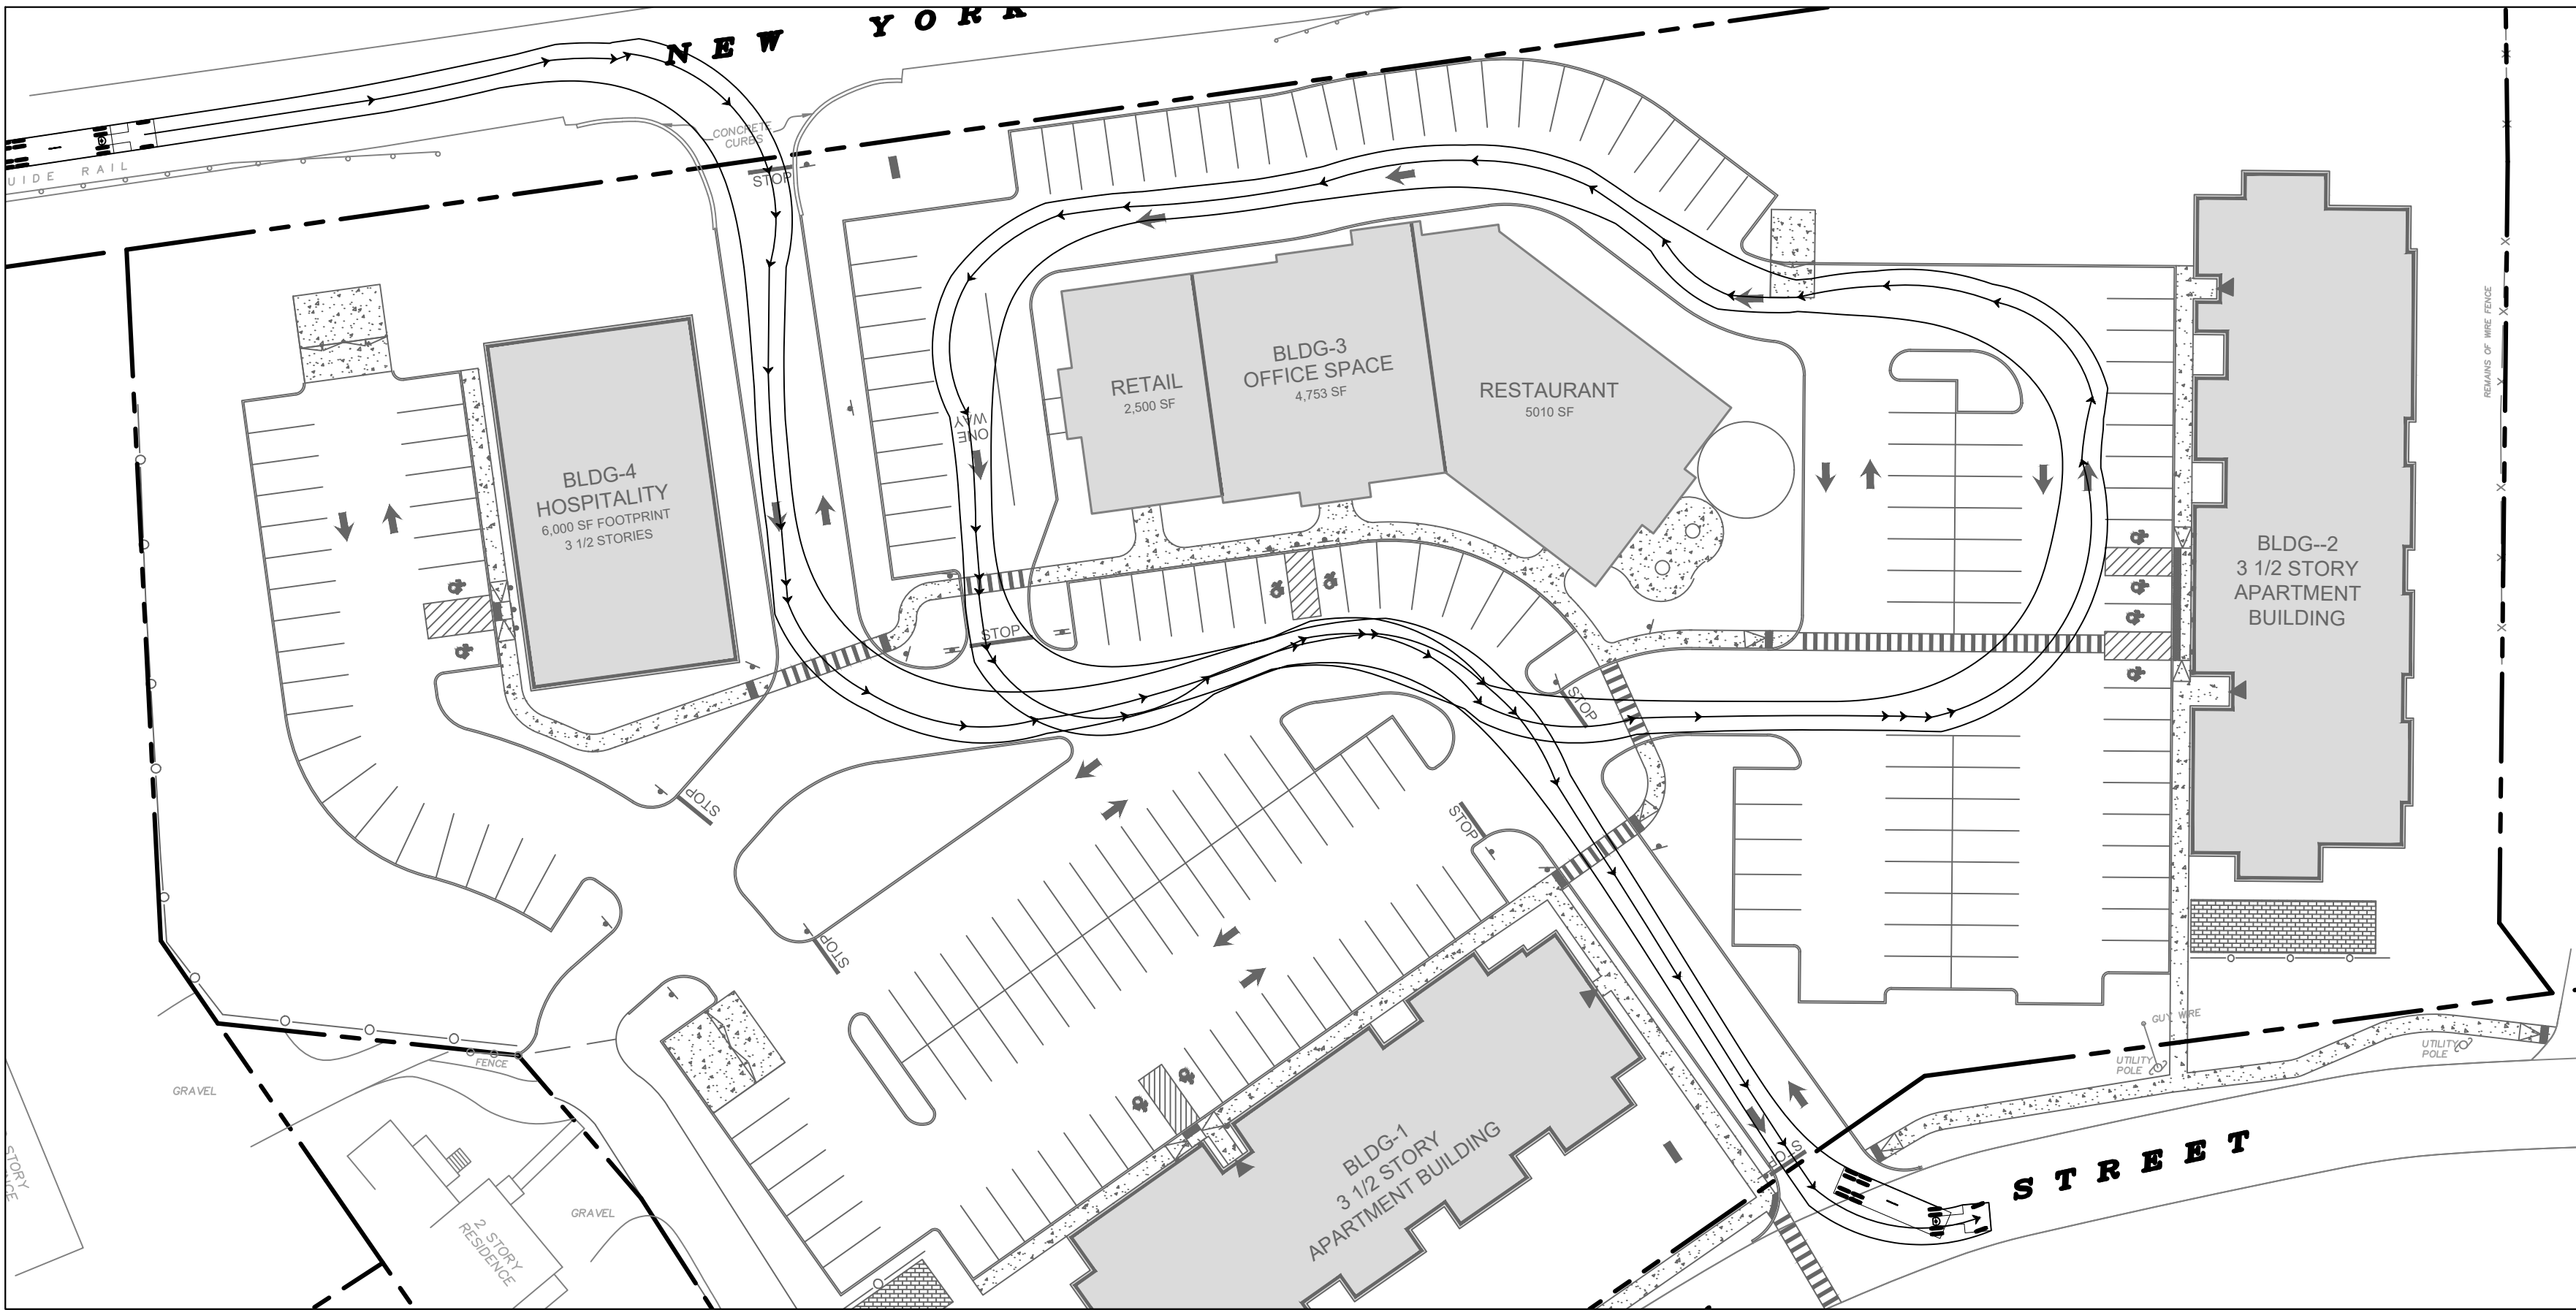 NEW YORK
CONCRETE
CURBS
UIDE RAIL
STOP
REMAINS OF WIRE FENCE
BLDG-3
OFFICE SPACE
4,753 SF
RETAIL
2,500 SF
RESTAURANT
5010 SF
ONE
WAY
BLDG-4
HOSPITALITY
6,000 SF FOOTPRINT
3 1/2 STORIES
BLDG--2
3 1/2 STORY
APARTMENT
BUILDING
STOP
STOP
STOP
STOP
STOP
GUY WIRE
UTILITY
POLE
UTILITY
POLE
FENCE
GRAVEL
GRAVEL
STORY
2 STORY
RESIDENCE
BLDG-1
3 1/2 STORY
APARTMENT BUILDING
STOP
STREET